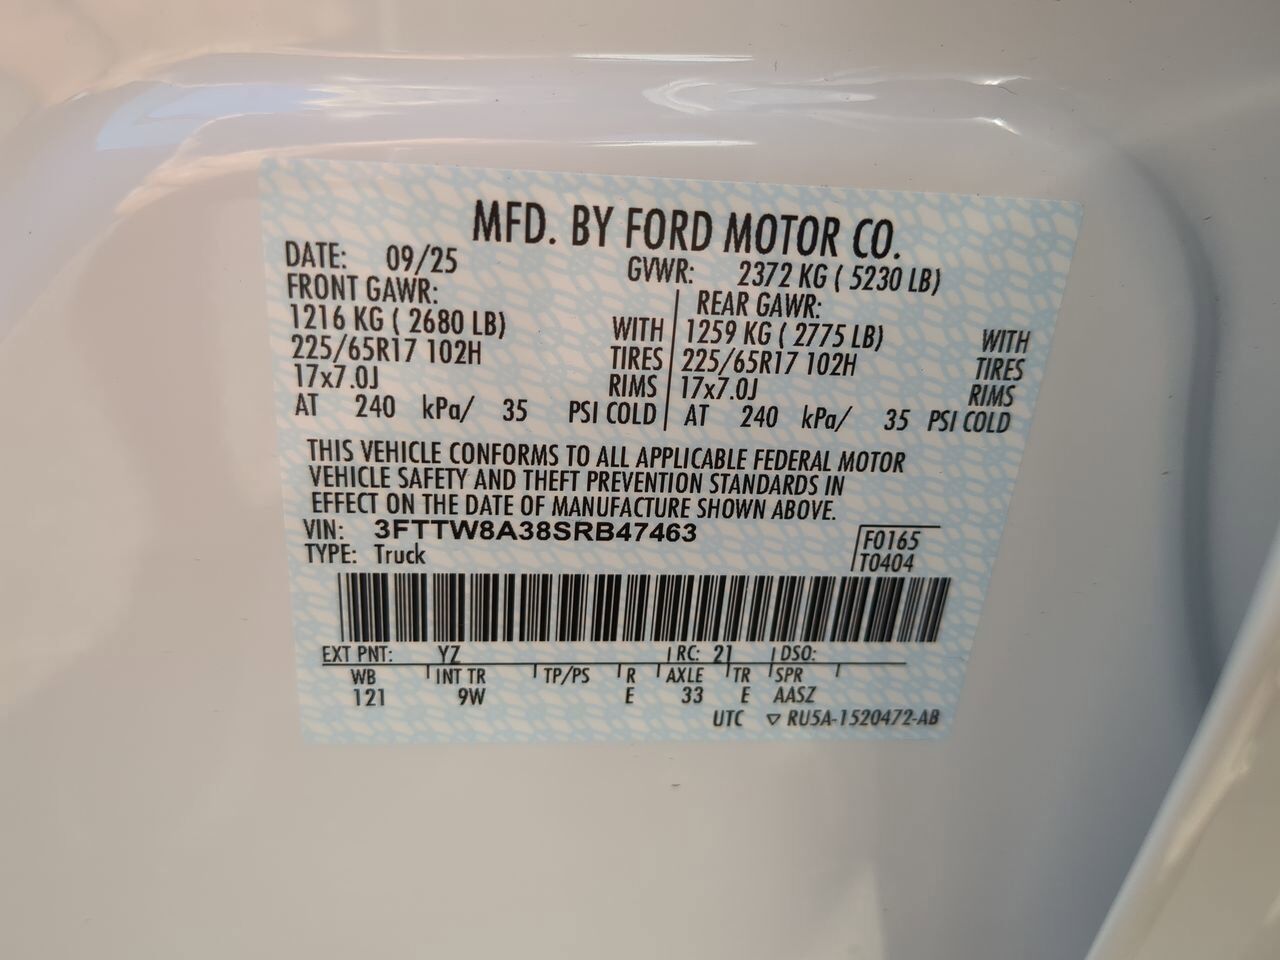 MFD. BY FORD MOTOR CO.
DATE: 09/25 GVWR: 2372 KG ( 5230 LB)
FRONT GAWR: REAR GAWR:
1216 KG ( 2680 LB) WITH 1259 KG ( 2775 LB) WITH
225/65R17 102H TIRES 225/65R17 102H TIRES
17x7.0J RIMS 17x7.0J RIMS
AT 240 kPa/ 35 PSI COLD AT 240 kPa/ 35 PSI COLD
THIS VEHICLE CONFORMS TO ALL APPLICABLE FEDERAL MOTOR
VEHICLE SAFETY AND THEFT PREVENTION STANDARDS IN
EFFECT ON THE DATE OF MANUFACTURE SHOWN ABOVE.
VIN: 3FTTW8A38SRB47463 F0165
TYPE: Truck T0404
EXT PNT: YZ RC: 21 DSO:
WB INT TR TP/PS R AXLE TR SPR
121 9W E 33 E AASZ
UTC ▽ RU5A-1520472-AB